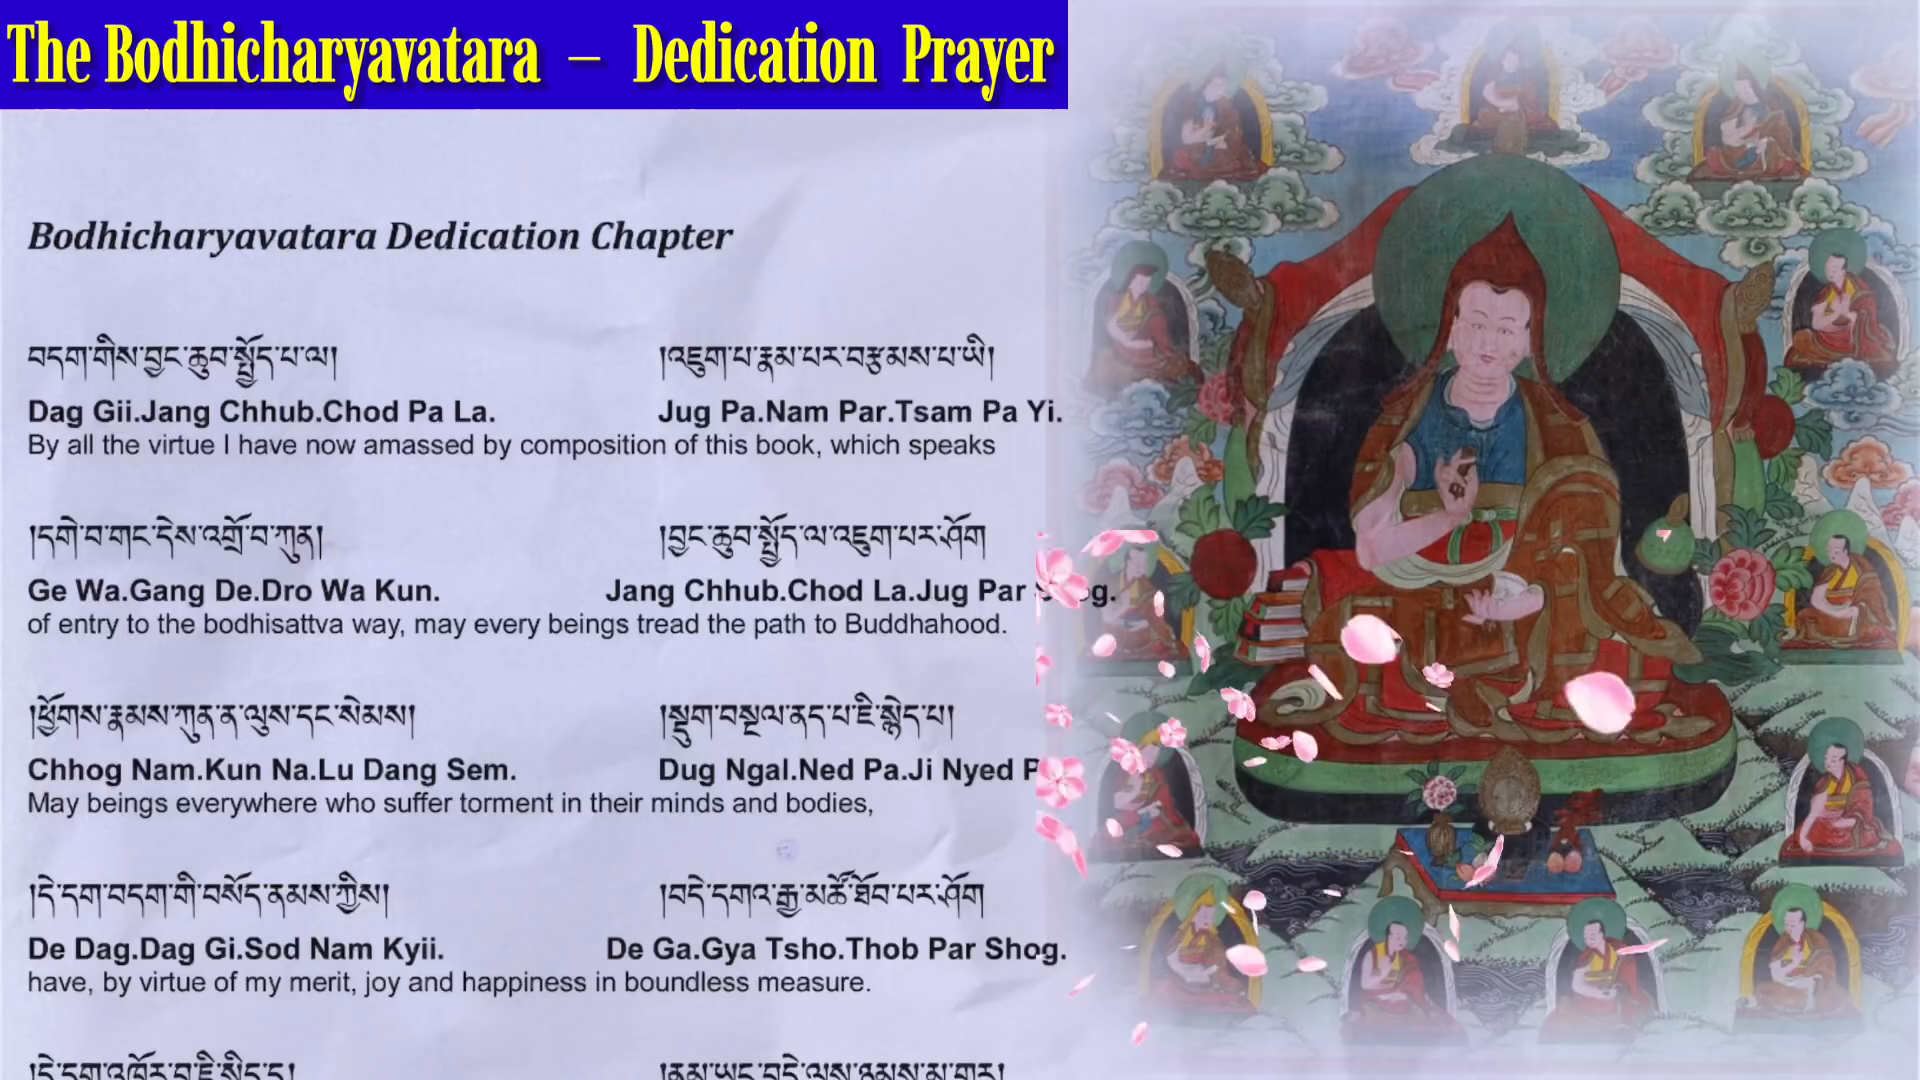 The Bodhicharyavatara – Dedication Prayer
Bodhicharyavatara Dedication Chapter
བདག་གིས་བྱང་ཆུབ་སྤྱོད་པ་ལ། །འཇུག་པ་རྣམ་པར་བརྩམས་པ་ཡི།
Dag Gii.Jang Chhub.Chod Pa La. Jug Pa.Nam Par.Tsam Pa Yi.
By all the virtue I have now amassed by composition of this book, which speaks
།དགེ་བ་གང་དེས་འགྲོ་བ་ཀུན། །བྱང་ཆུབ་སྤྱོད་ལ་འཇུག་པར་ཤོག
Ge Wa.Gang De.Dro Wa Kun. Jang Chhub.Chod La.Jug Par
of entry to the bodhisattva way, may every beings tread the path to Buddhahood.
།ཕྱོགས་རྣམས་ཀུན་ན་ལུས་དང་སེམས། །སྡུག་བསྔལ་ནད་པ་ཇི་སྙེད་པ།
Chhog Nam.Kun Na.Lu Dang Sem. Dug Ngal.Ned Pa.Ji Nyed
May beings everywhere who suffer torment in their minds and bodies,
།དེ་དག་བདག་གི་བསོད་ནམས་ཀྱིས། །བདེ་དགའ་རྒྱ་མཚོ་ཐོབ་པར་ཤོག
De Dag.Dag Gi.Sod Nam Kyii. De Ga.Gya Tsho.Thob Par Shog.
have, by virtue of my merit, joy and happiness in boundless measure.